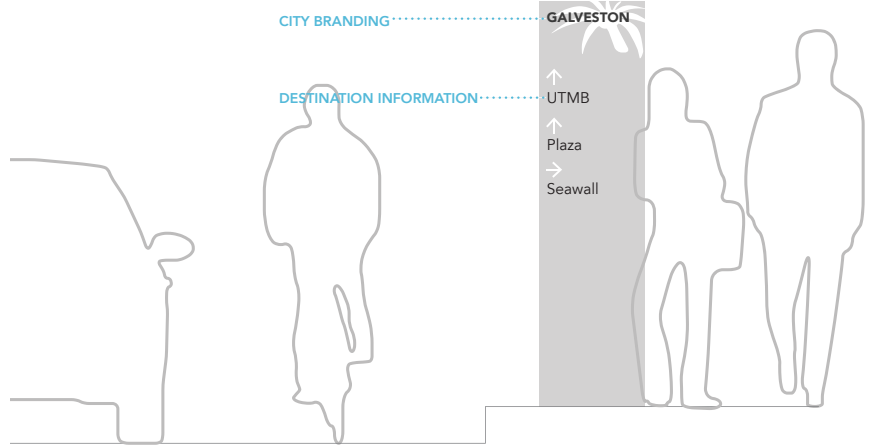 CITY BRANDING
GALVESTON
DESTINATION INFORMATION
UTMB
Plaza
Seawall